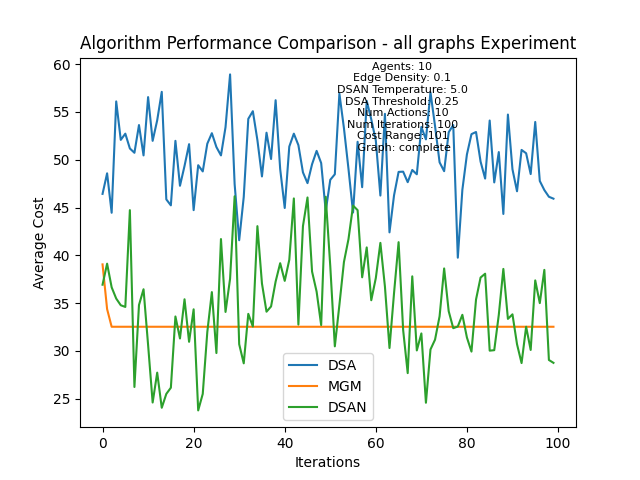 Algorithm Performance Comparison - all graphs Experiment
Agents: 10
Edge Density: 0.1
DSAN Temperature: 5.0
DSA Threshold: 0.25
Num Actions: 10
Num Iterations: 100
Cost Range: 101
Graph: complete
60
55
50
45
40
35
30
25
Average Cost
0
20
40
60
80
100
Iterations
DSA
MGM
DSAN